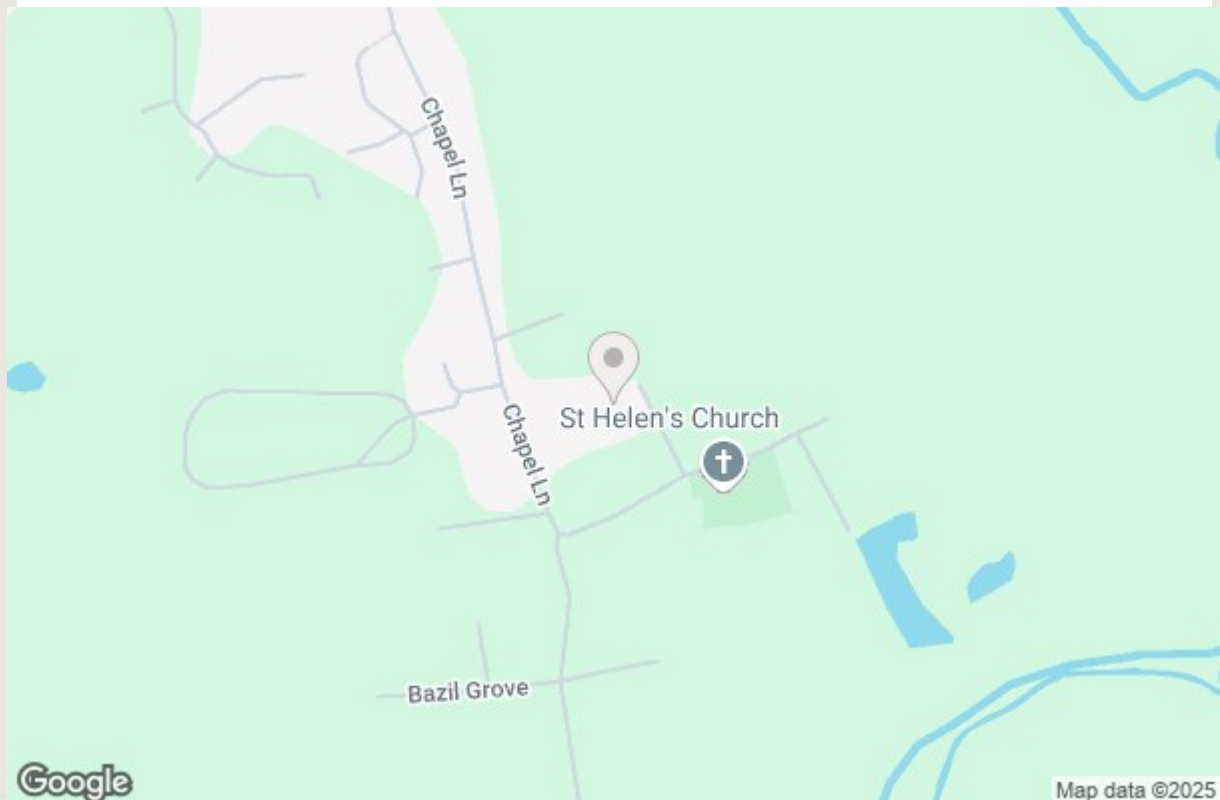 Chapel Ln
St Helen's Church
Chapel Ln
Bazil Grove
Google
Map data ©2025